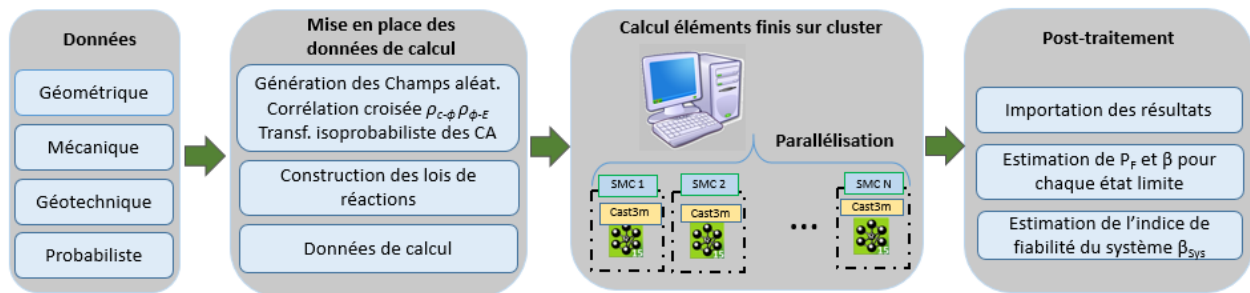 Données
Géométrique
Mécanique
Géotechnique
Probabiliste
Mise en place des
données de calcul
Génération des Champs aléat.
Corrélation croisée ρc-ϕ ρϕ-E
Transf. isoprobabiliste des CA
Construction des lois de
réactions
Données de calcul
Calcul éléments finis sur cluster
Parallélisation
SMC 1
Cast3m
15
SMC 2
Cast3m
15
...
SMC N
Cast3m
15
Post-traitement
Importation des résultats
Estimation de PF et β pour
chaque état limite
Estimation de l’indice de
fiabilité du système βSys